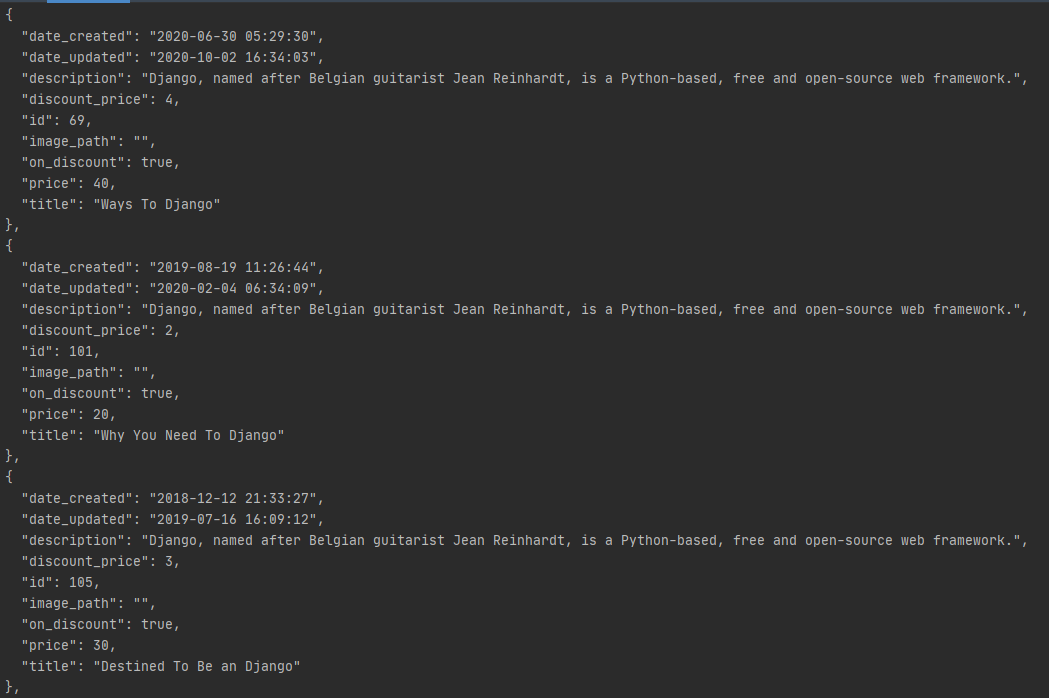 {
  "date_created": "2020-06-30 05:29:30",
  "date_updated": "2020-10-02 16:34:03",
  "description": "Django, named after Belgian guitarist Jean Reinhardt, is a Python-based, free and open-source web framework.",
  "discount_price": 4,
  "id": 69,
  "image_path": "",
  "on_discount": true,
  "price": 40,
  "title": "Ways To Django"
},
{
  "date_created": "2019-08-19 11:26:44",
  "date_updated": "2020-02-04 06:34:09",
  "description": "Django, named after Belgian guitarist Jean Reinhardt, is a Python-based, free and open-source web framework.",
  "discount_price": 2,
  "id": 101,
  "image_path": "",
  "on_discount": true,
  "price": 20,
  "title": "Why You Need To Django"
},
{
  "date_created": "2018-12-12 21:33:27",
  "date_updated": "2019-07-16 16:09:12",
  "description": "Django, named after Belgian guitarist Jean Reinhardt, is a Python-based, free and open-source web framework.",
  "discount_price": 3,
  "id": 105,
  "image_path": "",
  "on_discount": true,
  "price": 30,
  "title": "Destined To Be an Django"
},